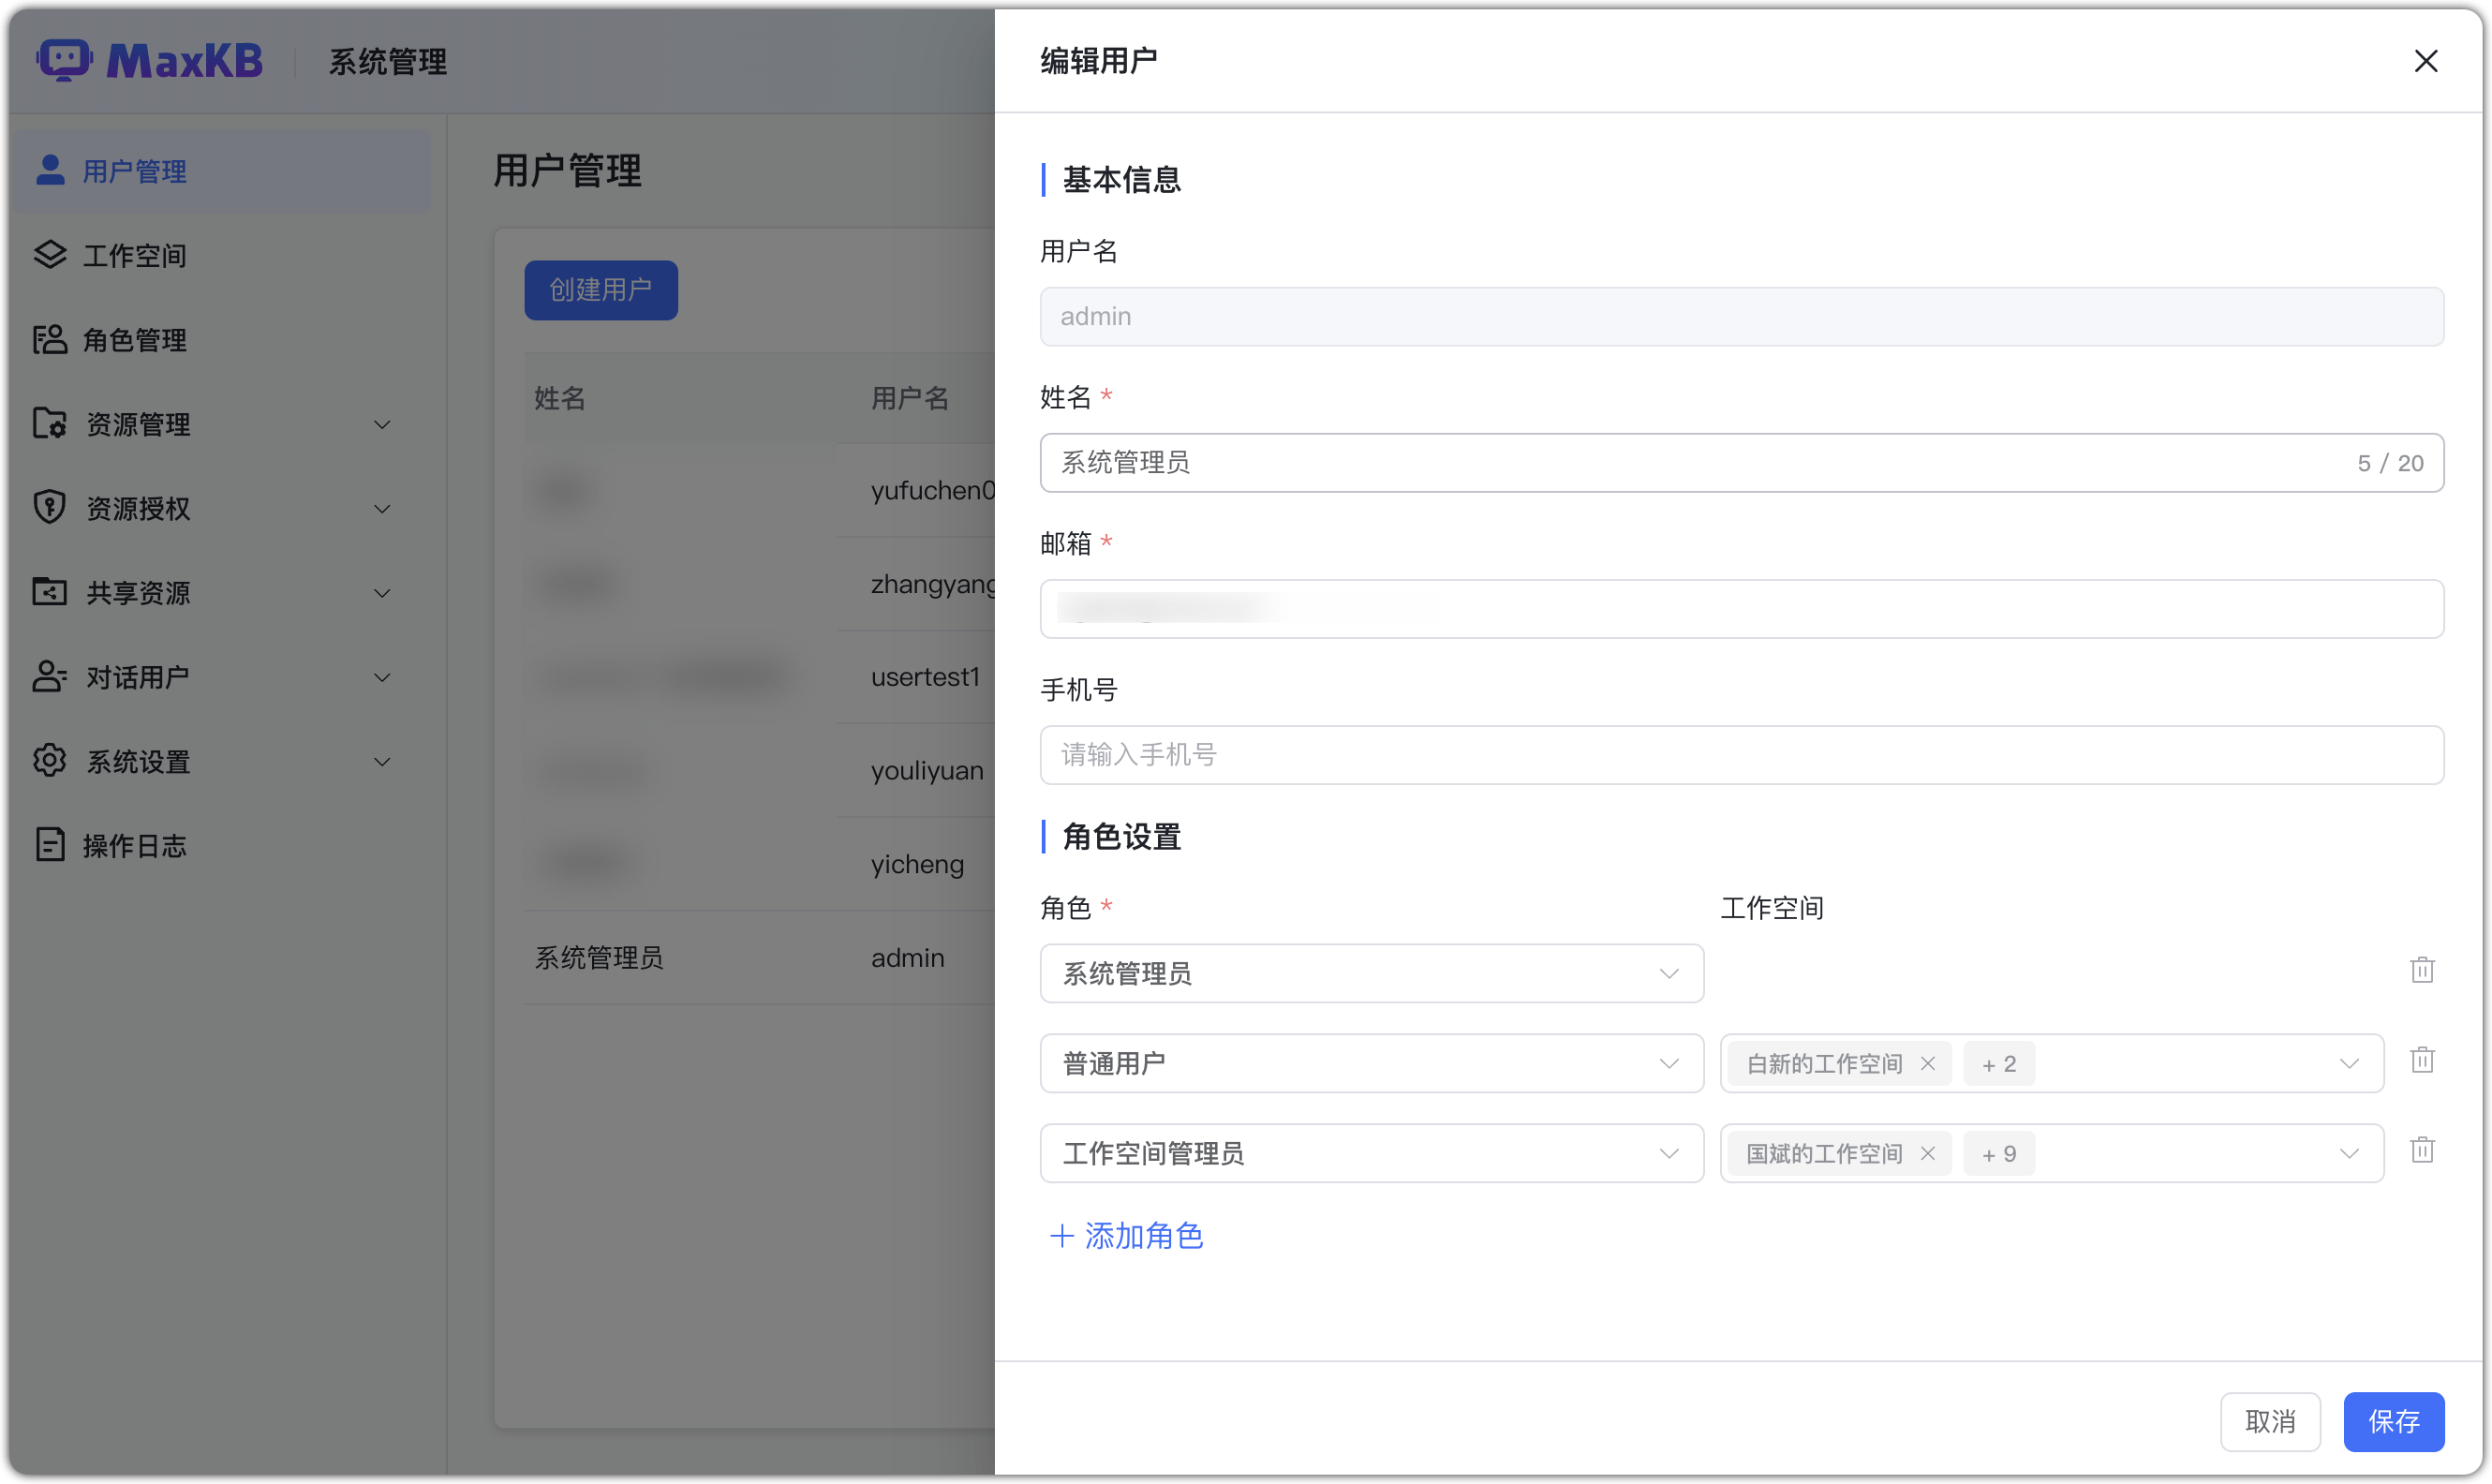 MaxKB
系统管理
用户管理
工作空间
角色管理
资源管理
资源授权
共享资源
对话用户
系统设置
操作日志
用户管理
创建用户
姓名 用户名
yufuchen0
zhangyang
usertest1
youliyuan
yicheng
系统管理员 admin
编辑用户
基本信息
用户名
admin
姓名 *
系统管理员 5 / 20
邮箱 *
手机号
请输入手机号
角色设置
角色 * 工作空间
系统管理员
普通用户 白新的工作空间 + 2
工作空间管理员 国斌的工作空间 + 9
+ 添加角色
取消 保存